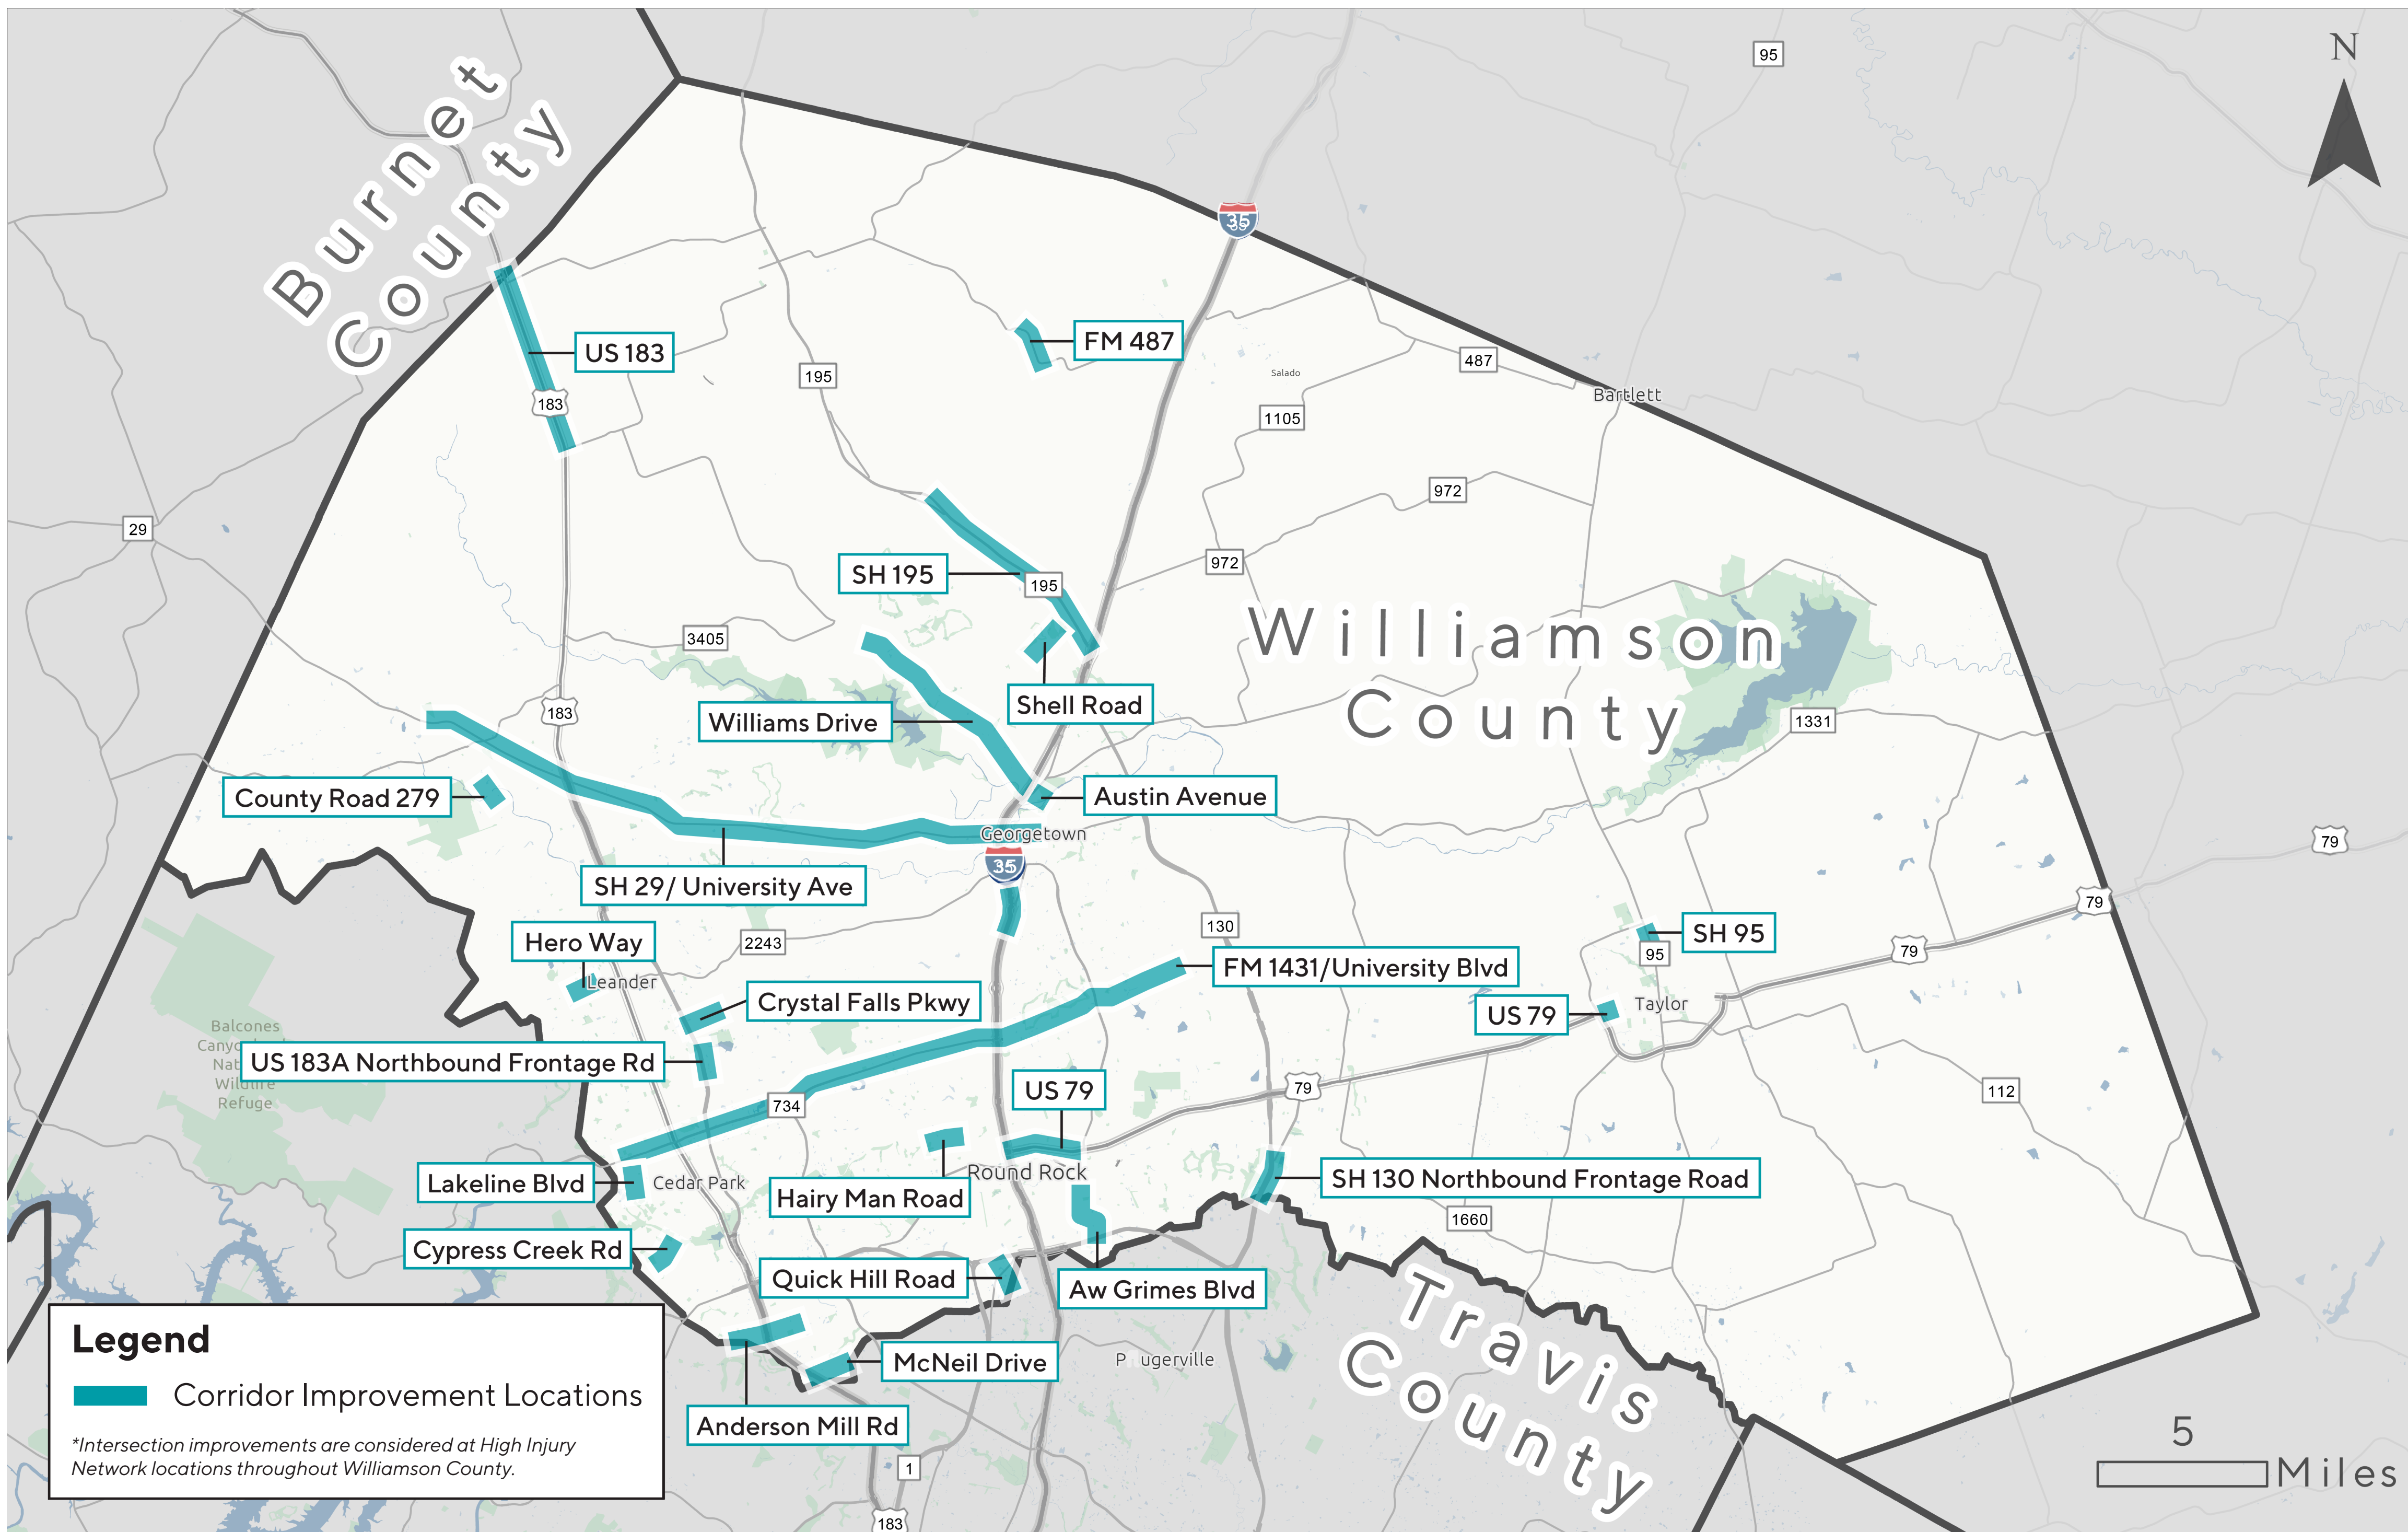 N
95
Burnet
County
35
US 183
FM 487
195
Salado
487
183
Bartlett
1105
972
29
972
SH 195
195
3405
Williamson
County
Shell Road
183
Williams Drive
1331
County Road 279
Austin Avenue
Georgetown
79
35
SH 29/ University Ave
79
Hero Way
2243
130
SH 95
95
79
FM 1431/University Blvd
Leander
Crystal Falls Pkwy
US 79
Taylor
Balcones
Wildlife
Refuge
US 183A Northbound Frontage Rd
734
US 79
79
112
Lakeline Blvd
Cedar Park
Hairy Man Road
Round Rock
SH 130 Northbound Frontage Road
1660
Cypress Creek Rd
Quick Hill Road
Aw Grimes Blvd
McNeil Drive
P ugerville
Travis
County
Anderson Mill Rd
1
183
Legend
Corridor Improvement Locations
*Intersection improvements are considered at High Injury
Network locations throughout Williamson County.
5
Miles